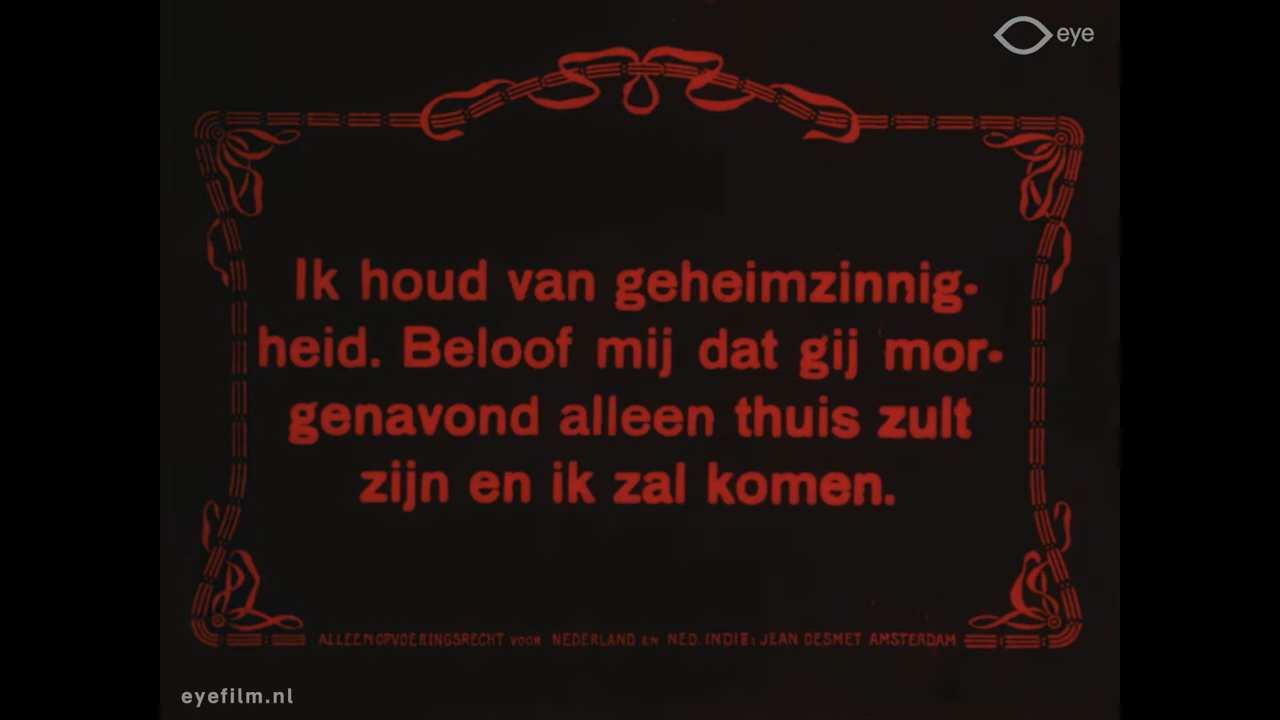 eye
Ik houd van geheimzinnig-
heid. Beloof mij dat gij mor-
genavond alleen thuis zult
zijn en ik zal komen.
ALLEENOPVOERINGSRECHT VOOR NEDERLAND EN NED. INDIË: JEAN DESMET AMSTERDAM
eyefilm.nl